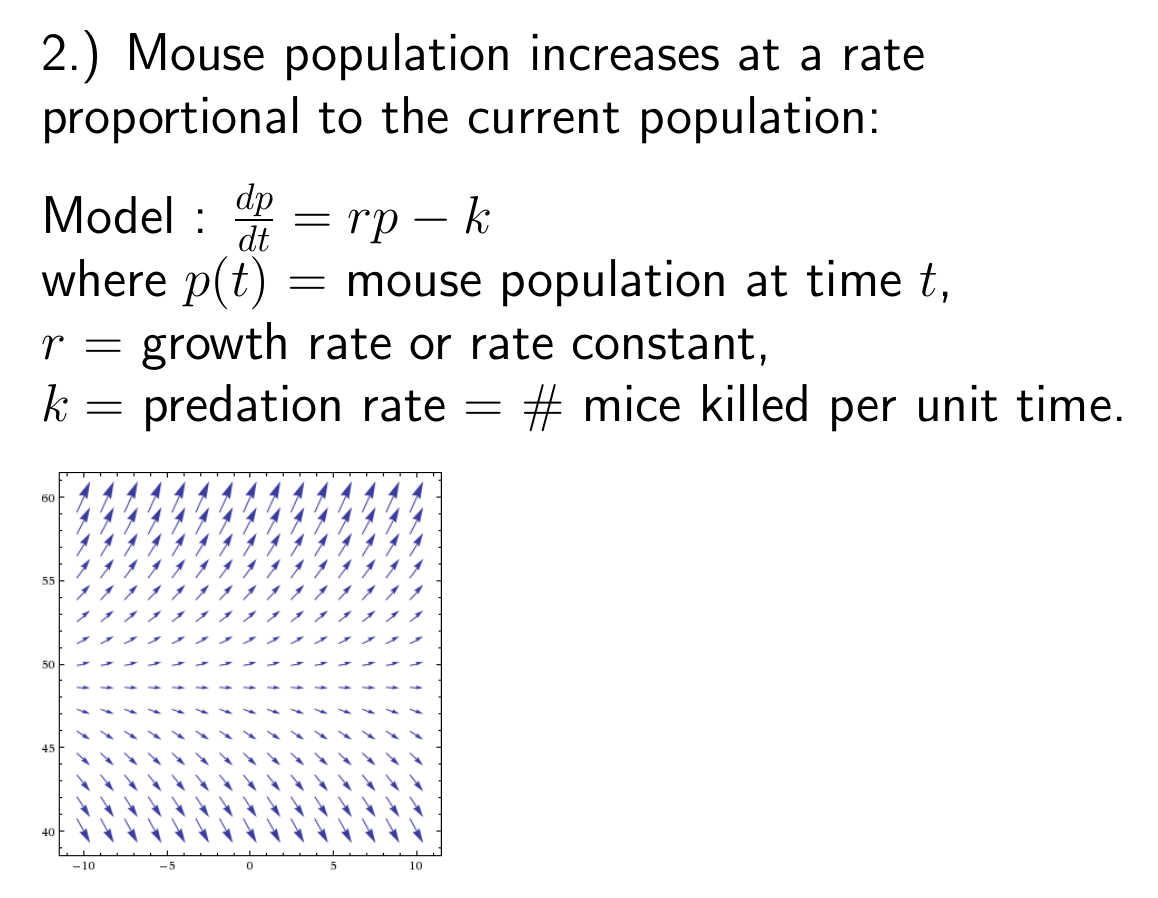 2.) Mouse population increases at a rate
proportional to the current population:
Model : dp/dt = rp − k
where p(t) = mouse population at time t,
r = growth rate or rate constant,
k = predation rate = # mice killed per unit time.
60
55
50
45
40
−10 −5 0 5 10